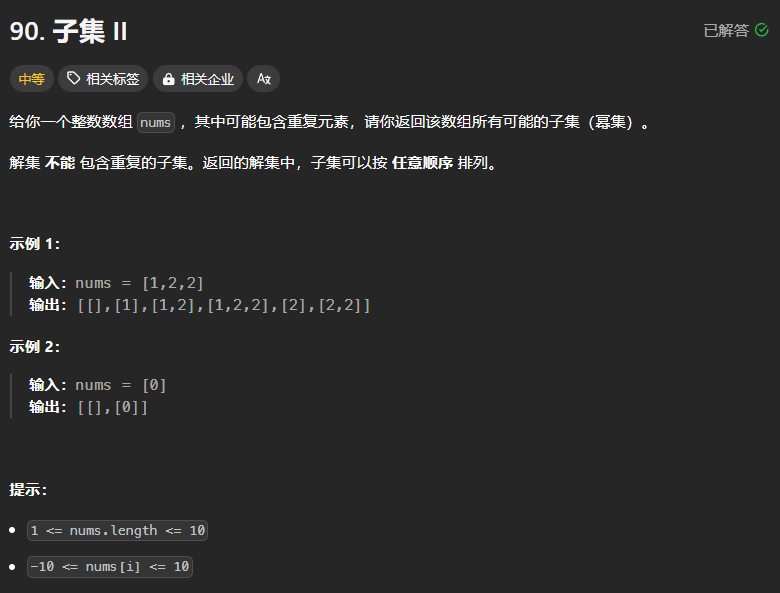 90. 子集 II
已解答
中等 相关标签 相关企业 Aあ
给你一个整数数组 nums ，其中可能包含重复元素，请你返回该数组所有可能的子集（幂集）。
解集 不能 包含重复的子集。返回的解集中，子集可以按 任意顺序 排列。
示例 1：
输入：nums = [1,2,2]
输出：[[],[1],[1,2],[1,2,2],[2],[2,2]]
示例 2：
输入：nums = [0]
输出：[[],[0]]
提示：
1 <= nums.length <= 10
-10 <= nums[i] <= 10